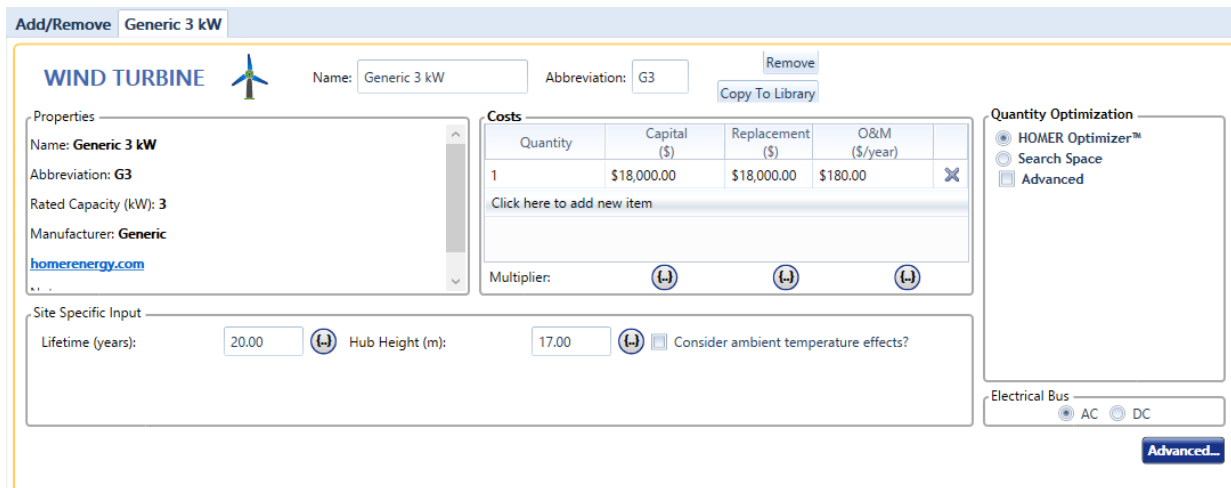 Add/Remove Generic 3 kW
WIND TURBINE
Name: Generic 3 kW
Abbreviation: G3
Remove
Copy To Library
Properties
Name: Generic 3 kW
Abbreviation: G3
Rated Capacity (kW): 3
Manufacturer: Generic
homerenergy.com
Costs
Quantity Capital ($) Replacement ($) O&M ($/year)
1 $18,000.00 $18,000.00 $180.00
Click here to add new item
Multiplier: {..} {..} {..}
Quantity Optimization
HOMER Optimizer™
Search Space
Advanced
Site Specific Input
Lifetime (years): 20.00 {..} Hub Height (m): 17.00 {..} Consider ambient temperature effects?
Electrical Bus
AC DC
Advanced...